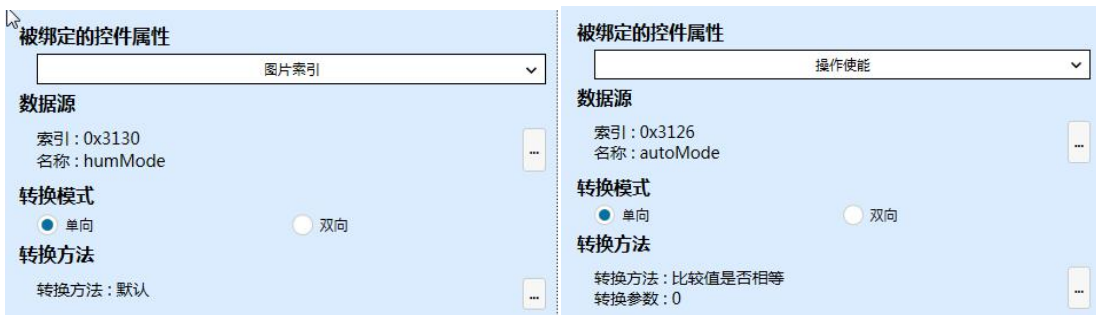 被绑定的控件属性
图片索引
数据源
索引 : 0x3130
名称 : humMode
...
转换模式
单向
双向
转换方法
转换方法 : 默认
...
被绑定的控件属性
操作使能
数据源
索引 : 0x3126
名称 : autoMode
...
转换模式
单向
双向
转换方法
转换方法 : 比较值是否相等
转换参数 : 0
...